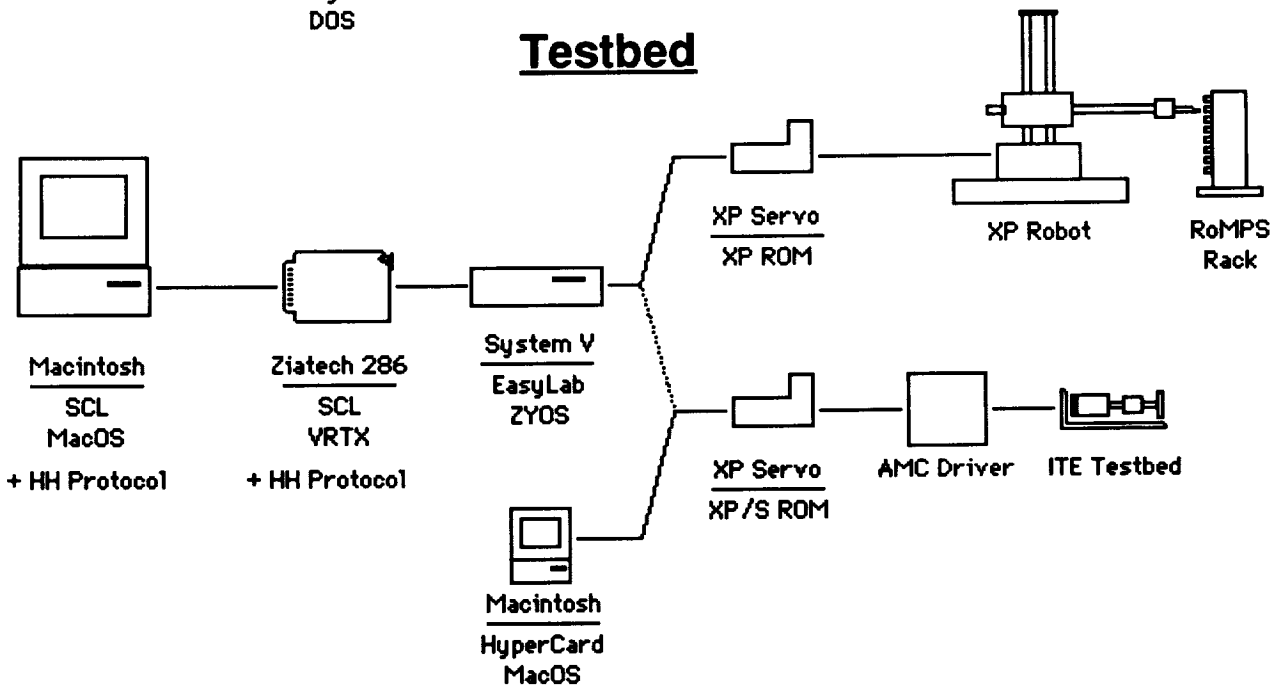 DOS
Testbed
XP Servo
XP ROM
XP Robot
RoMPS
Rack
Macintosh
SCL
MacOS
+ HH Protocol
Ziatech 286
SCL
VRTX
+ HH Protocol
System V
EasyLab
ZYOS
XP Servo
XP/S ROM
AMC Driver
ITE Testbed
Macintosh
HyperCard
MacOS